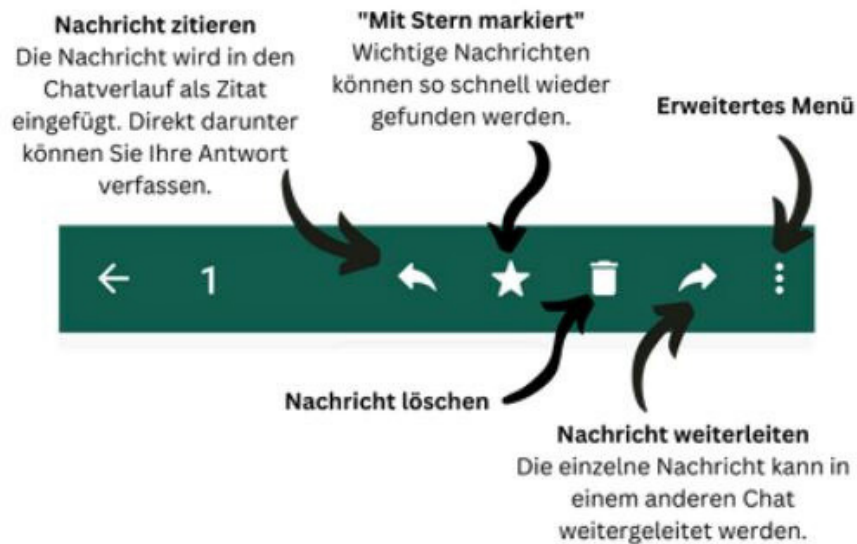 Nachricht zitieren
Die Nachricht wird in den
Chatverlauf als Zitat
eingefügt. Direkt darunter
können Sie Ihre Antwort
verfassen.
"Mit Stern markiert"
Wichtige Nachrichten
können so schnell wieder
gefunden werden.
Erweitertes Menü
1
Nachricht löschen
Nachricht weiterleiten
Die einzelne Nachricht kann in
einem anderen Chat
weitergeleitet werden.